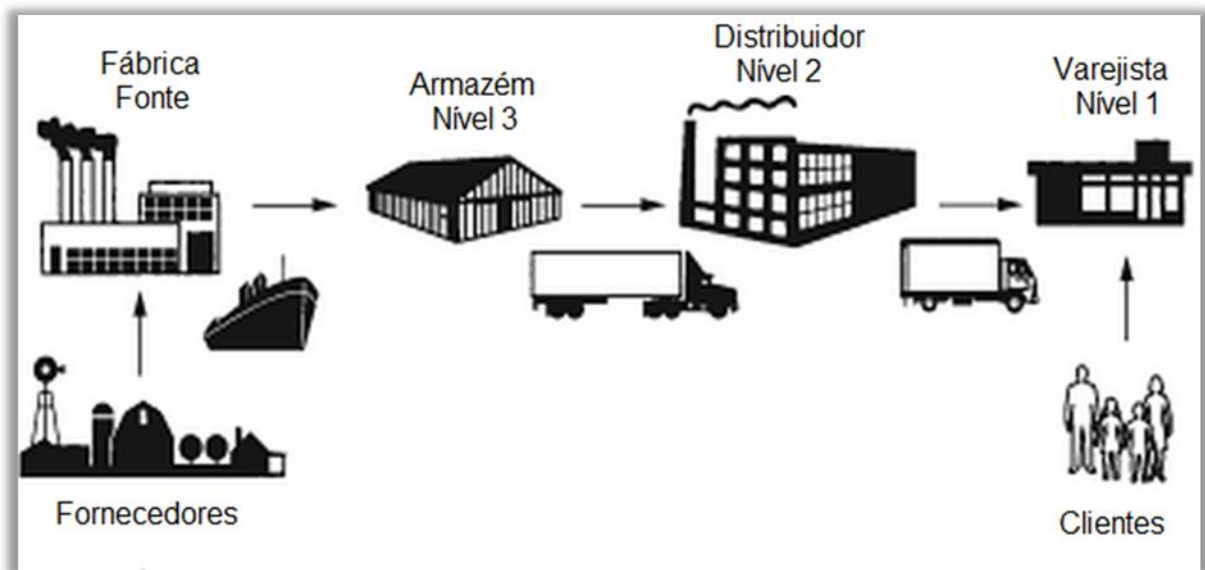 Fábrica
Fonte
Armazém
Nível 3
Distribuidor
Nível 2
Varejista
Nível 1
Fornecedores
Clientes